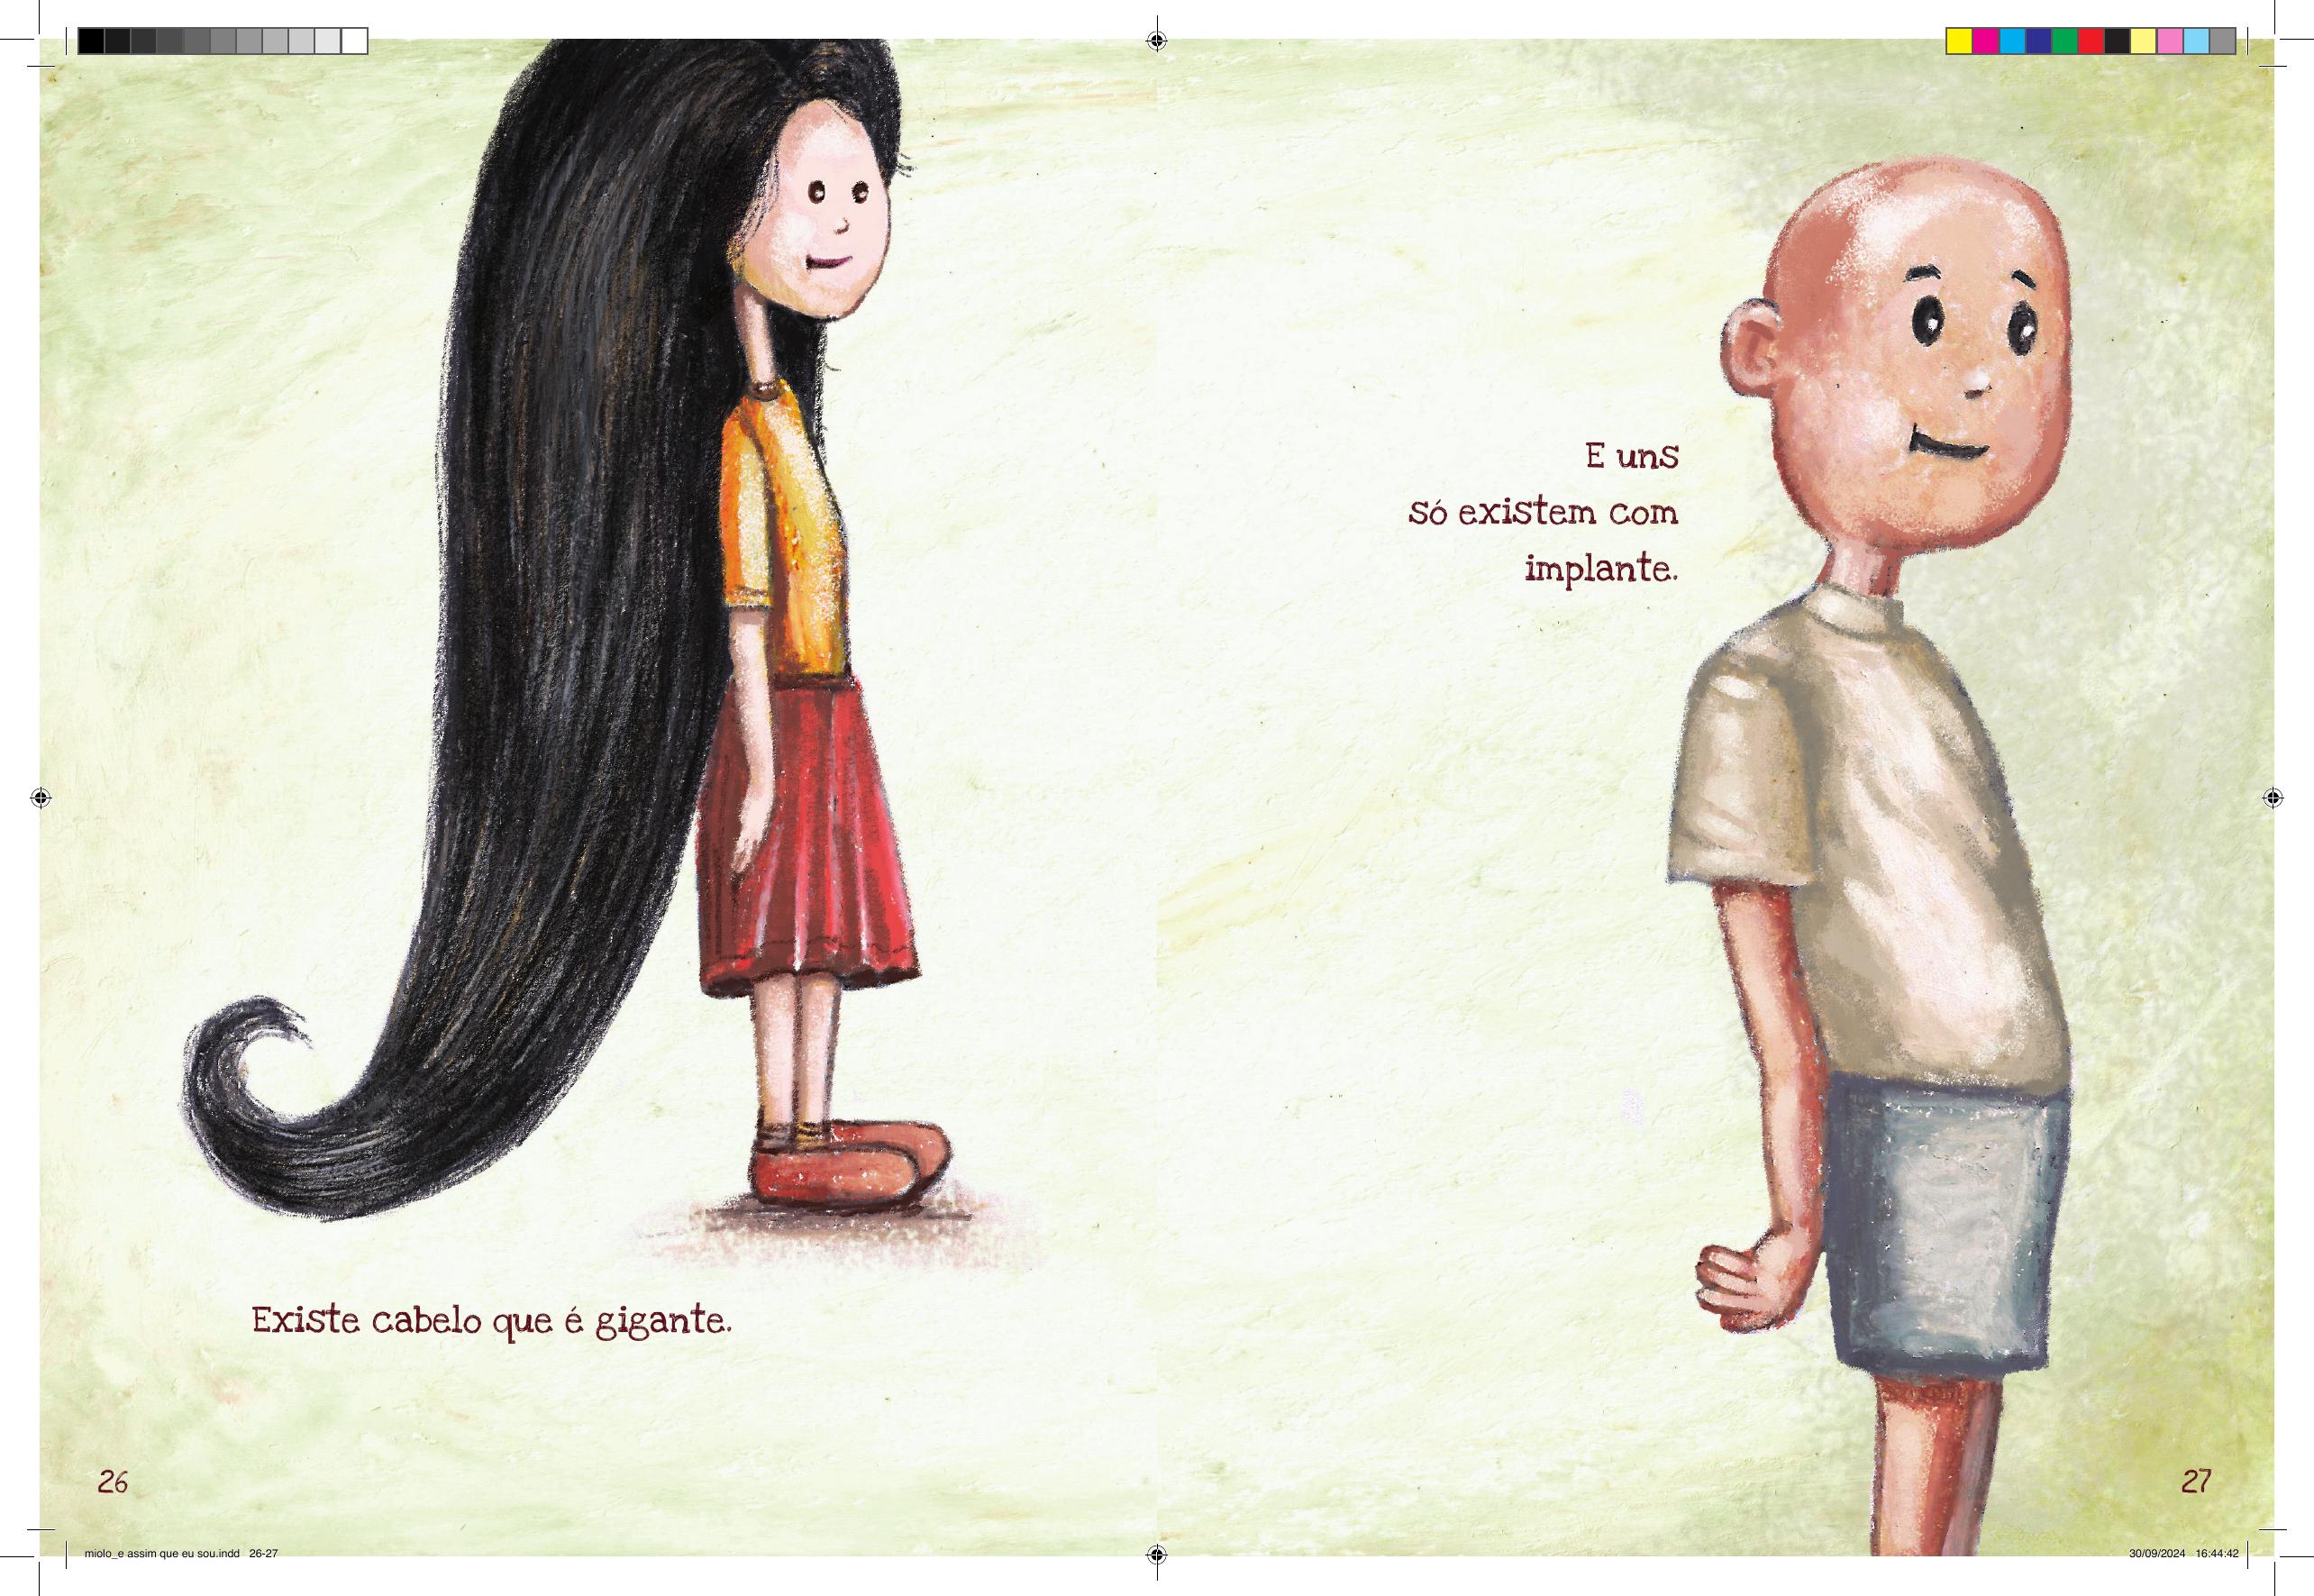 Existe cabelo que é gigante.
26
E uns
só existem com
implante.
27
miolo_e assim que eu sou.indd   26-27
30/09/2024   16:44:42